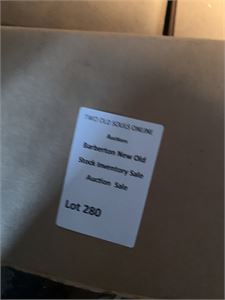 TWO OLD SOULS ONLINE
Auction
Barberton New Old
Stock Inventory Sale
Auction Sale
Lot 280